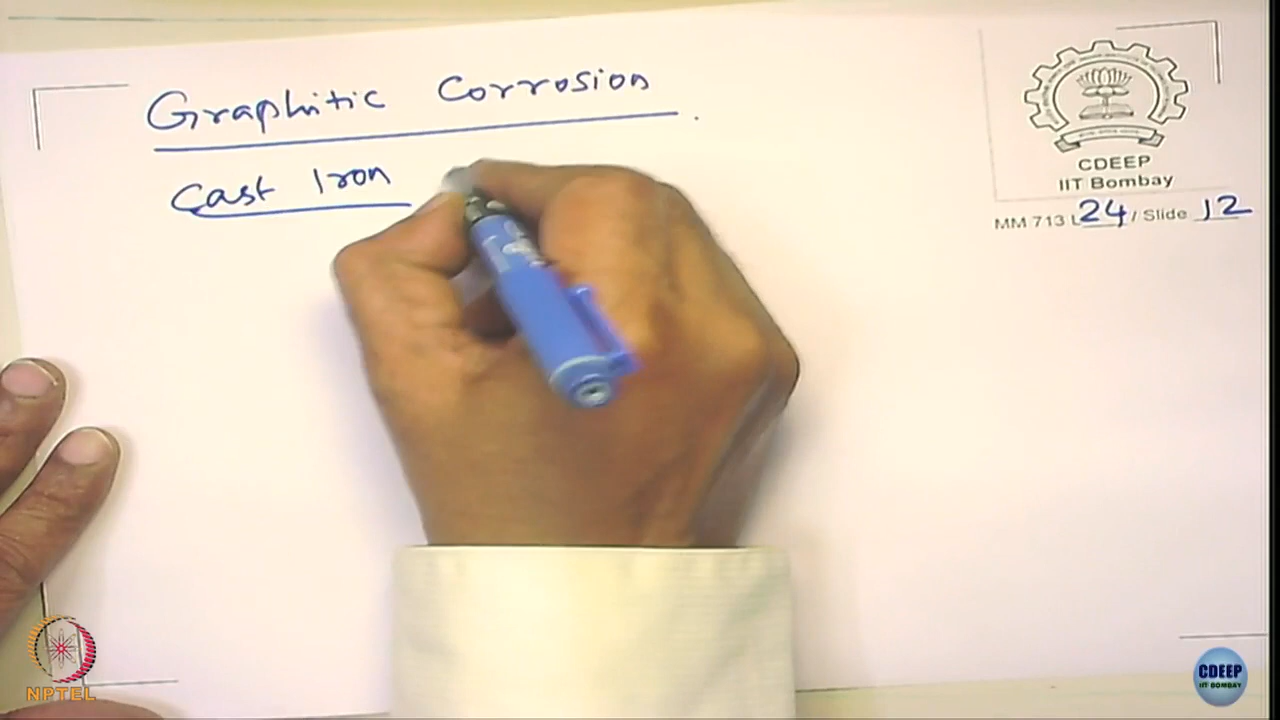 Graphitic Corrosion.
Cast Iron
CDEEP
IIT Bombay
MM 713 L24 / Slide 12
NPTEL
CDEEP
IIT BOMBAY